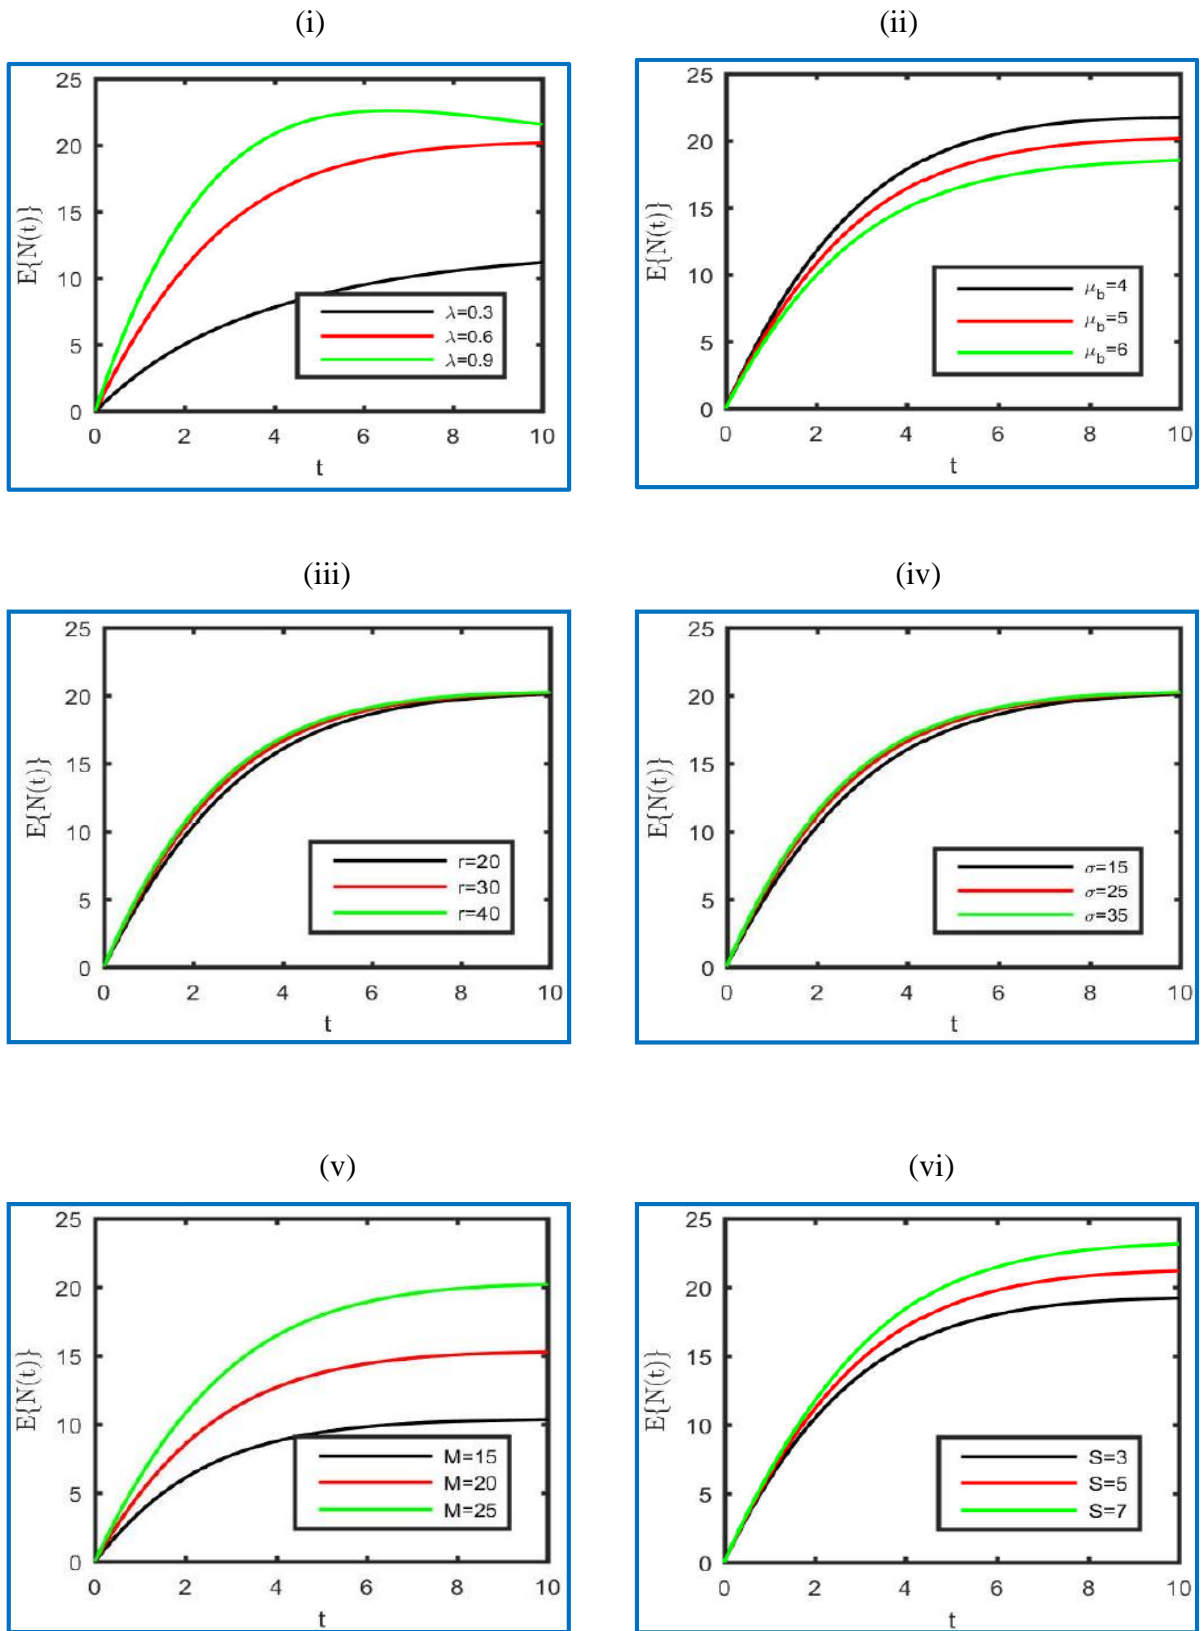 (i)
(ii)
25
20
15
10
5
0
E{N(t)}
λ=0.3
λ=0.6
λ=0.9
0 2 4 6 8 10
t
25
20
15
10
5
0
E{N(t)}
μb=4
μb=5
μb=6
0 2 4 6 8 10
t
(iii)
(iv)
25
20
15
10
5
0
E{N(t)}
r=20
r=30
r=40
0 2 4 6 8 10
t
25
20
15
10
5
0
E{N(t)}
σ=15
σ=25
σ=35
0 2 4 6 8 10
t
(v)
(vi)
25
20
15
10
5
0
E{N(t)}
M=15
M=20
M=25
0 2 4 6 8 10
t
25
20
15
10
5
0
E{N(t)}
S=3
S=5
S=7
0 2 4 6 8 10
t